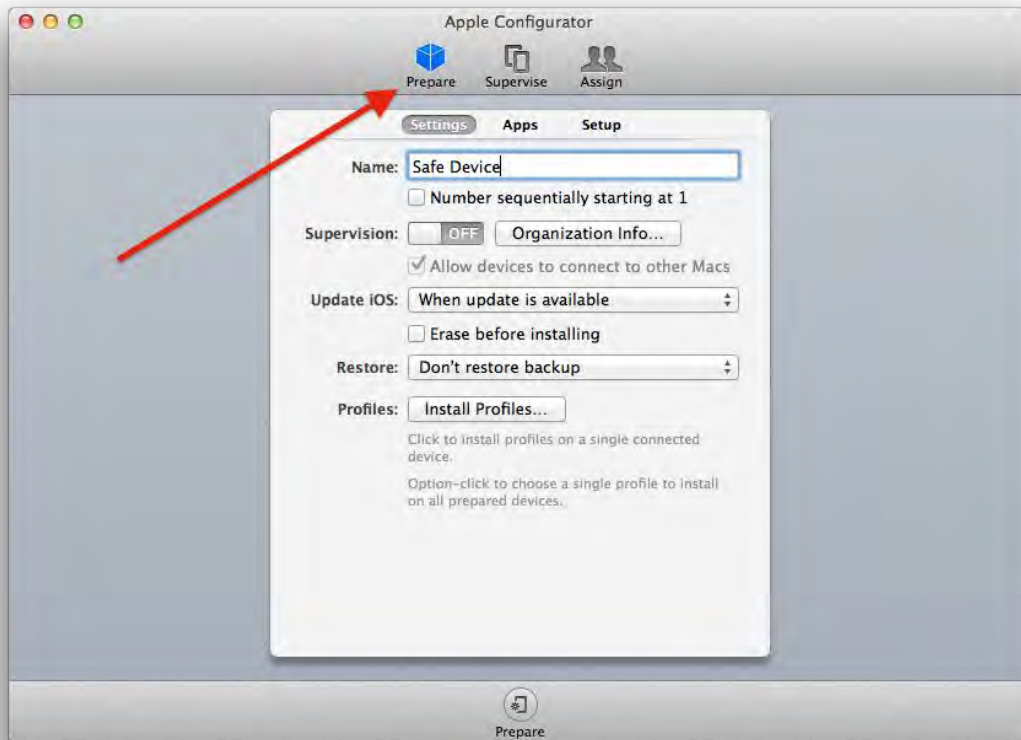 Apple Configurator
Prepare Supervise Assign
Settings Apps Setup
Name: Safe Device
Number sequentially starting at 1
Supervision: OFF Organization Info...
Allow devices to connect to other Macs
Update iOS: When update is available
Erase before installing
Restore: Don't restore backup
Profiles: Install Profiles...
Click to install profiles on a single connected
device.
Option-click to choose a single profile to install
on all prepared devices.
Prepare